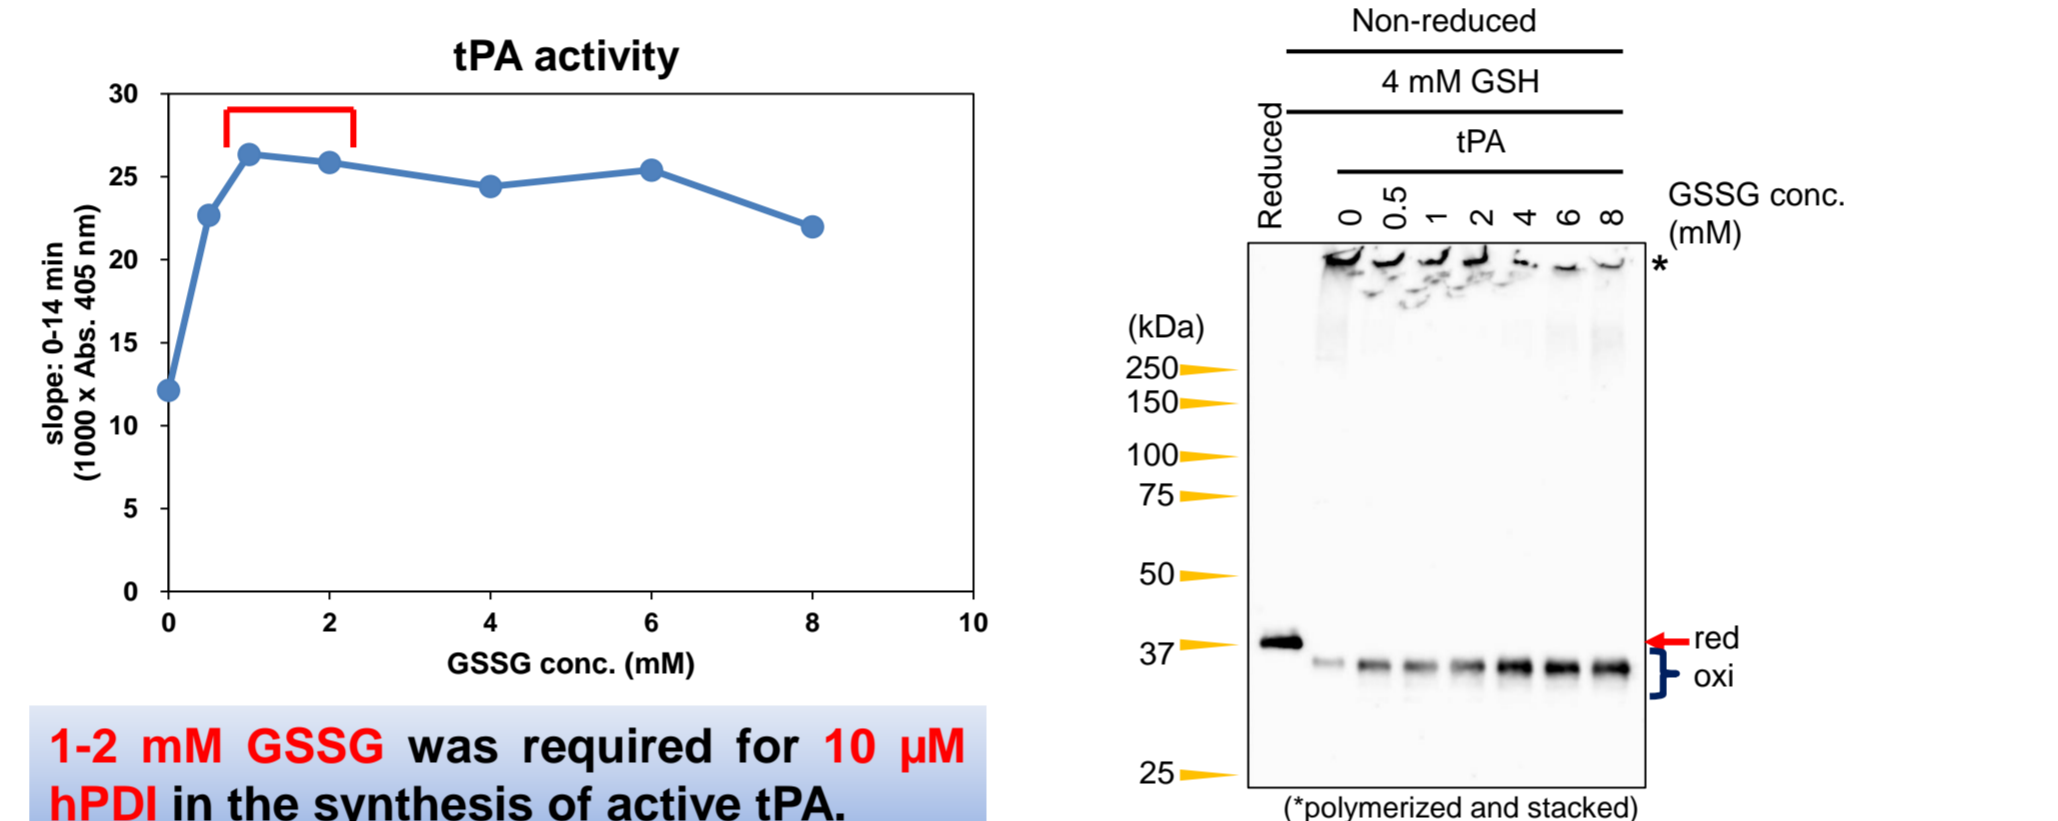 tPA activity
30
25
20
15
10
5
0
0 2 4 6 8 10
slope: 0-14 min
(1000 x Abs. 405 nm)
GSSG conc. (mM)
1-2 mM GSSG was required for 10 µM
hPDI in the synthesis of active tPA.
Non-reduced
4 mM GSH
Reduced
tPA
0 0.5 1 2 4 6 8
GSSG conc.
(mM)
*
(kDa)
250
150
100
75
50
37
25
red
oxi
(*polymerized and stacked)